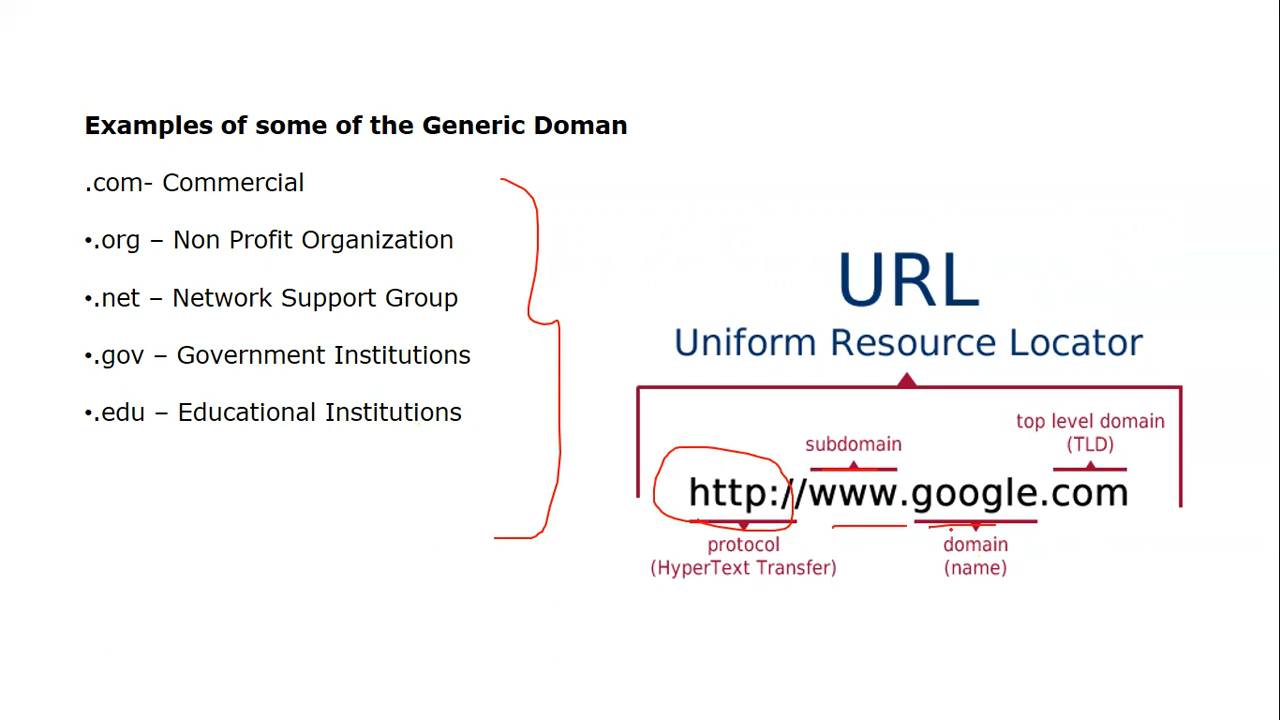 Examples of some of the Generic Doman
.com- Commercial
•.org – Non Profit Organization
•.net – Network Support Group
•.gov – Government Institutions
•.edu – Educational Institutions
URL
Uniform Resource Locator
top level domain
(TLD)
subdomain
http://www.google.com
protocol
(HyperText Transfer)
domain
(name)